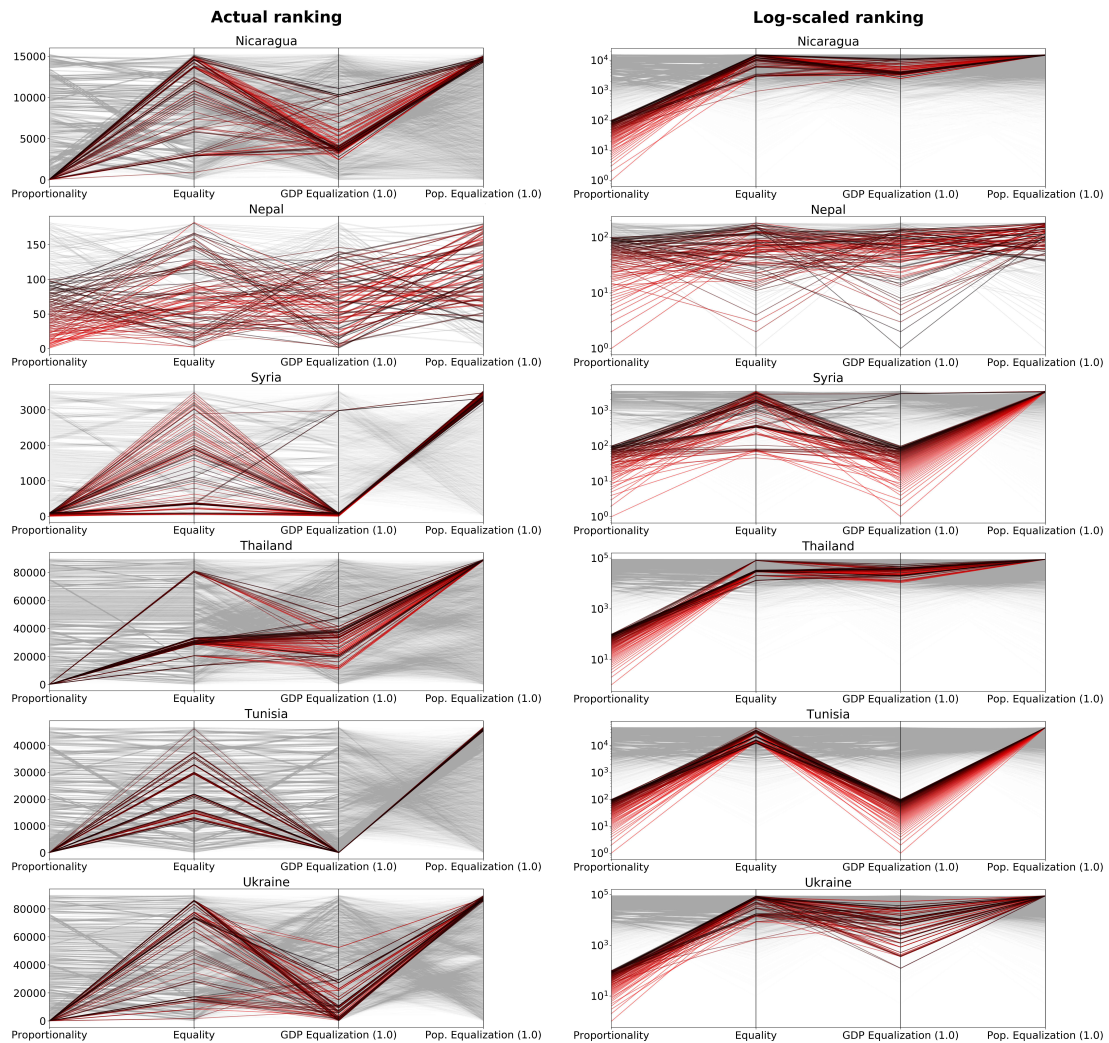 Actual ranking
Log-scaled ranking
Nicaragua
15000
10000
5000
0
Proportionality Equality GDP Equalization (1.0) Pop. Equalization (1.0)
Nicaragua
10^4
10^3
10^2
10^1
10^0
Proportionality Equality GDP Equalization (1.0) Pop. Equalization (1.0)
Nepal
150
100
50
0
Proportionality Equality GDP Equalization (1.0) Pop. Equalization (1.0)
Nepal
10^2
10^1
10^0
Proportionality Equality GDP Equalization (1.0) Pop. Equalization (1.0)
Syria
3000
2000
1000
0
Proportionality Equality GDP Equalization (1.0) Pop. Equalization (1.0)
Syria
10^3
10^2
10^1
10^0
Proportionality Equality GDP Equalization (1.0) Pop. Equalization (1.0)
Thailand
80000
60000
40000
20000
0
Proportionality Equality GDP Equalization (1.0) Pop. Equalization (1.0)
Thailand
10^5
10^3
10^1
Proportionality Equality GDP Equalization (1.0) Pop. Equalization (1.0)
Tunisia
40000
30000
20000
10000
0
Proportionality Equality GDP Equalization (1.0) Pop. Equalization (1.0)
Tunisia
10^4
10^3
10^2
10^1
10^0
Proportionality Equality GDP Equalization (1.0) Pop. Equalization (1.0)
Ukraine
80000
60000
40000
20000
0
Proportionality Equality GDP Equalization (1.0) Pop. Equalization (1.0)
Ukraine
10^5
10^3
10^1
Proportionality Equality GDP Equalization (1.0) Pop. Equalization (1.0)